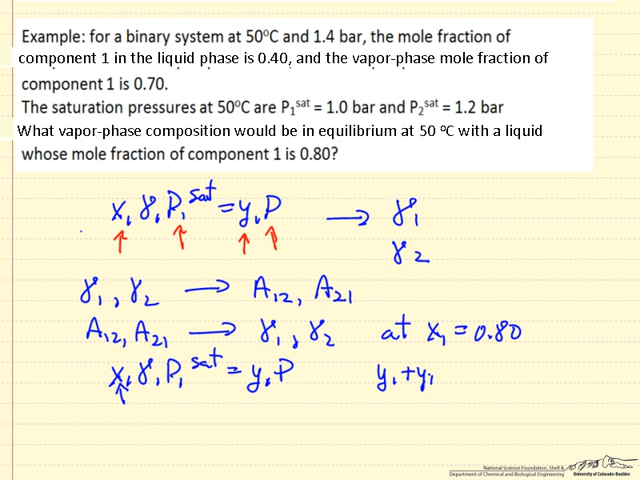 Example: for a binary system at 50°C and 1.4 bar, the mole fraction of
component 1 in the liquid phase is 0.40, and the vapor-phase mole fraction of
component 1 is 0.70.
The saturation pressures at 50°C are P₁ˢᵃᵗ = 1.0 bar and P₂ˢᵃᵗ = 1.2 bar
What vapor-phase composition would be in equilibrium at 50 °C with a liquid
whose mole fraction of component 1 is 0.80?
x₁ γ₁ P₁ˢᵃᵗ = y₁ P → γ₁
γ₂
γ₁, γ₂ → A₁₂, A₂₁
A₁₂, A₂₁ → γ₁, γ₂ at x₁ = 0.80
x₁ γ₁ P₁ˢᵃᵗ = y₁ P y₁ + y₁
National Science Foundation, Shell &
Department of Chemical and Biological Engineering
University of Colorado Boulder